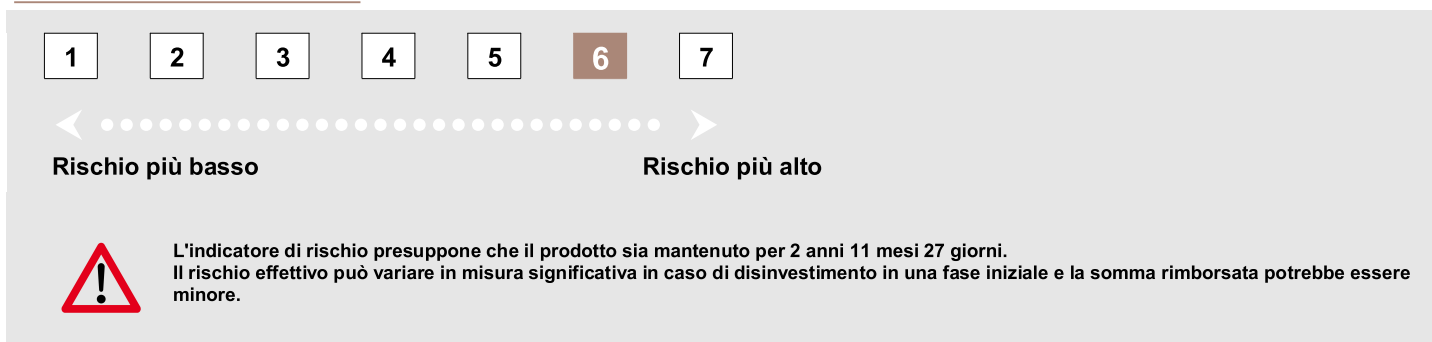 1 2 3 4 5 6 7
Rischio più basso Rischio più alto
L'indicatore di rischio presuppone che il prodotto sia mantenuto per 2 anni 11 mesi 27 giorni.
Il rischio effettivo può variare in misura significativa in caso di disinvestimento in una fase iniziale e la somma rimborsata potrebbe essere
minore.